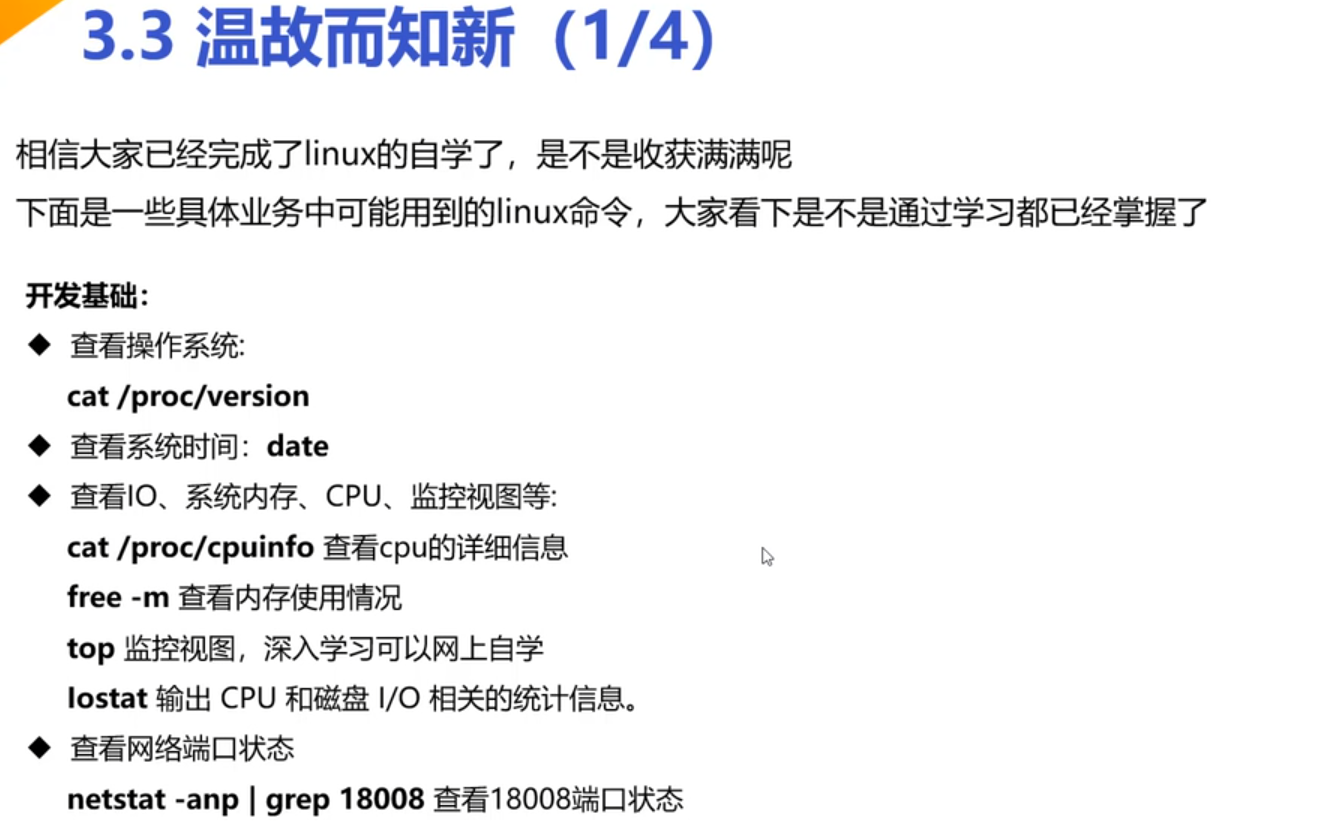 3.3 温故而知新（1/4）
相信大家已经完成了linux的自学了，是不是收获满满呢
下面是一些具体业务中可能用到的linux命令，大家看下是不是通过学习都已经掌握了
开发基础：
◆ 查看操作系统:
cat /proc/version
◆ 查看系统时间：date
◆ 查看IO、系统内存、CPU、监控视图等:
cat /proc/cpuinfo 查看cpu的详细信息
free -m 查看内存使用情况
top 监控视图，深入学习可以网上自学
Iostat 输出 CPU 和磁盘 I/O 相关的统计信息。
◆ 查看网络端口状态
netstat -anp | grep 18008 查看18008端口状态